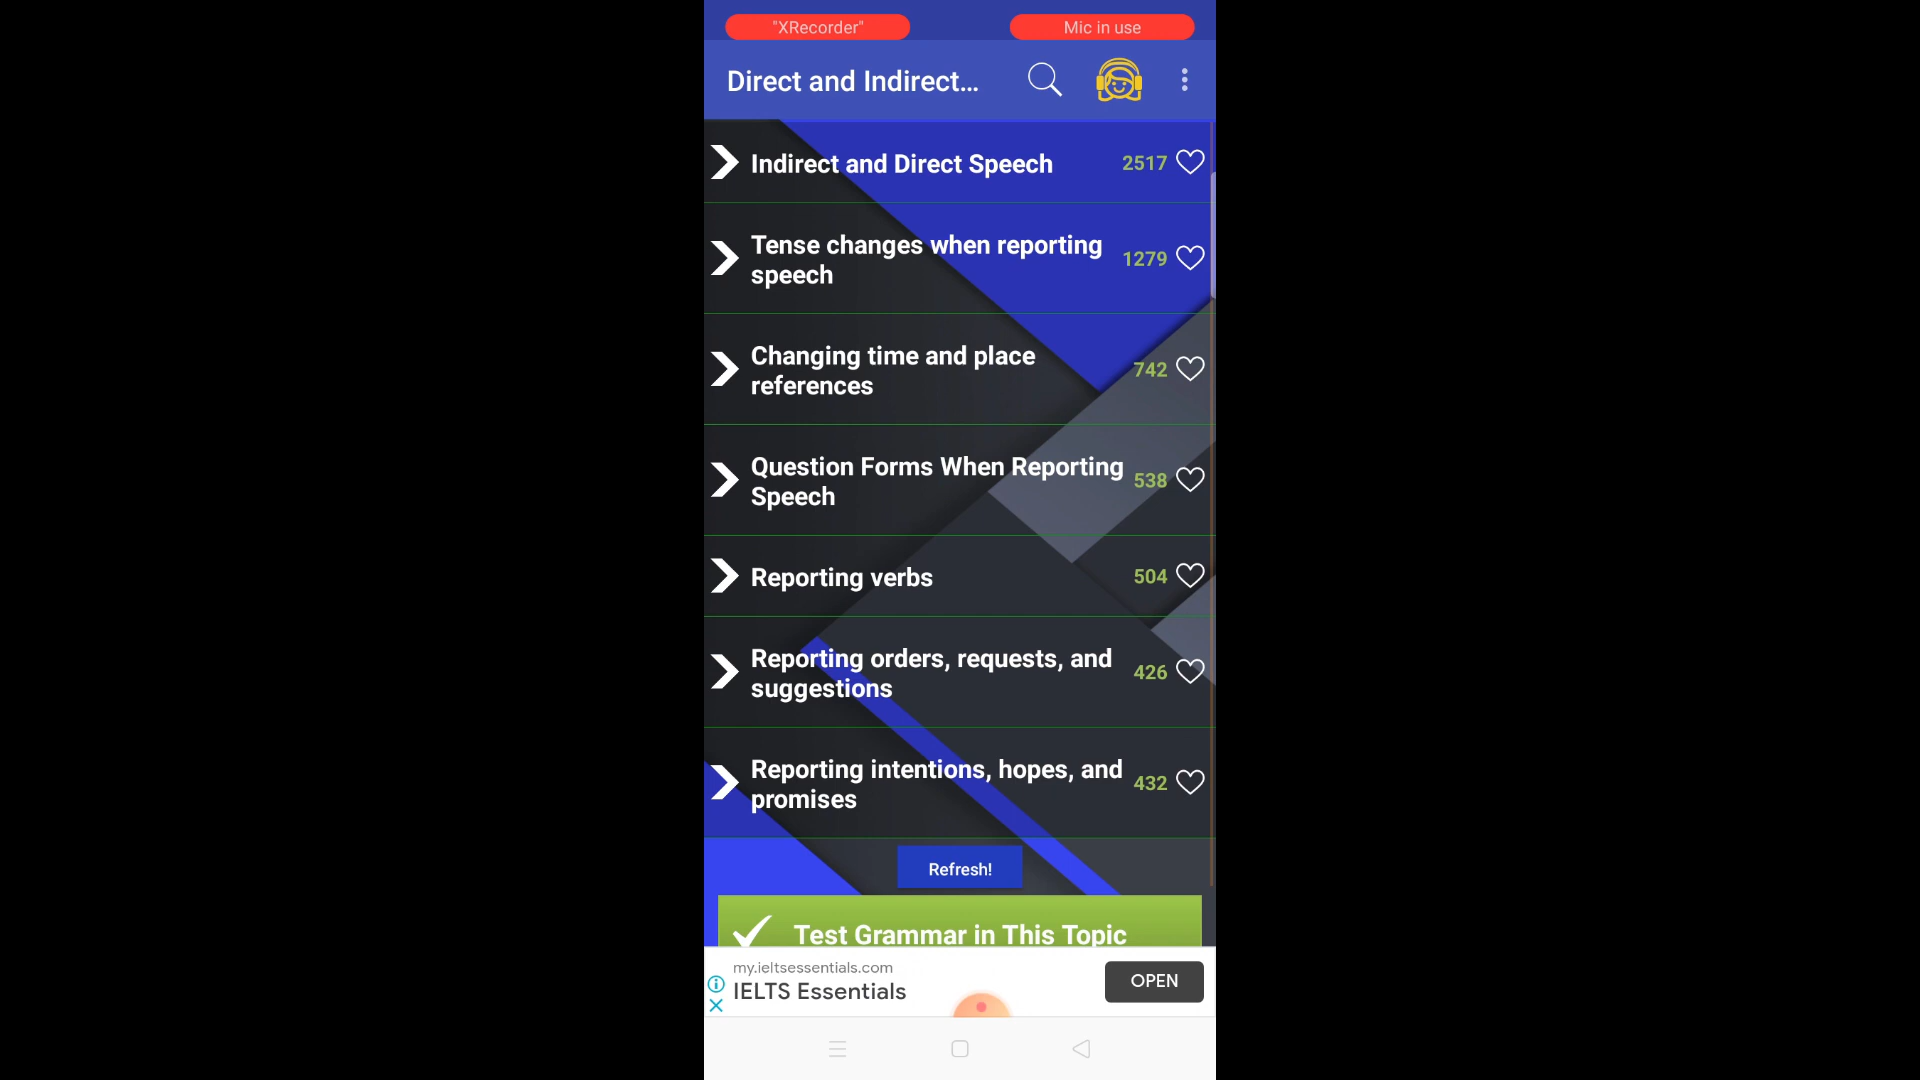 "XRecorder" Mic in use
Direct and Indirect...
Indirect and Direct Speech 2517
Tense changes when reporting
speech
1279
Changing time and place
references
742
Question Forms When Reporting
Speech
538
Reporting verbs 504
Reporting orders, requests, and
suggestions
426
Reporting intentions, hopes, and
promises
432
Refresh!
Test Grammar in This Topic
my.ieltsessentials.com
IELTS Essentials
OPEN